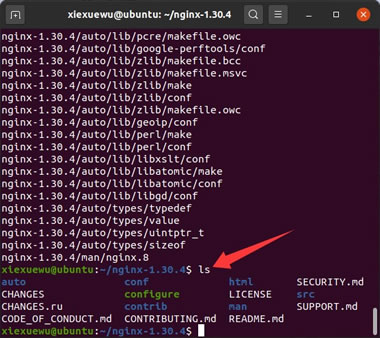 xiexuewu@ubuntu: ~/nginx-1.30.4
nginx-1.30.4/auto/lib/pcre/makefile.owc
nginx-1.30.4/auto/lib/google-perftools/conf
nginx-1.30.4/auto/lib/zlib/makefile.bcc
nginx-1.30.4/auto/lib/zlib/makefile.msvc
nginx-1.30.4/auto/lib/zlib/make
nginx-1.30.4/auto/lib/zlib/conf
nginx-1.30.4/auto/lib/zlib/makefile.owc
nginx-1.30.4/auto/lib/geoip/conf
nginx-1.30.4/auto/lib/perl/make
nginx-1.30.4/auto/lib/perl/conf
nginx-1.30.4/auto/lib/libxslt/conf
nginx-1.30.4/auto/lib/libatomic/make
nginx-1.30.4/auto/lib/libatomic/conf
nginx-1.30.4/auto/lib/libgd/conf
nginx-1.30.4/auto/types/typedef
nginx-1.30.4/auto/types/value
nginx-1.30.4/auto/types/uintptr_t
nginx-1.30.4/auto/types/sizeof
nginx-1.30.4/man/nginx.8
xiexuewu@ubuntu:~/nginx-1.30.4$ ls
auto conf html SECURITY.md
CHANGES configure LICENSE src
CHANGES.ru contrib man SUPPORT.md
CODE_OF_CONDUCT.md CONTRIBUTING.md README.md
xiexuewu@ubuntu:~/nginx-1.30.4$